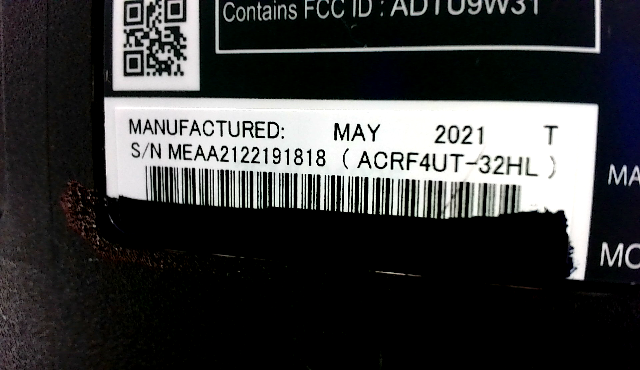 Contains FCC ID : ADTU9W31
MANUFACTURED: MAY 2021 T
S/N MEAA2122191818 ( ACRF4UT-32HL )
MA
MO